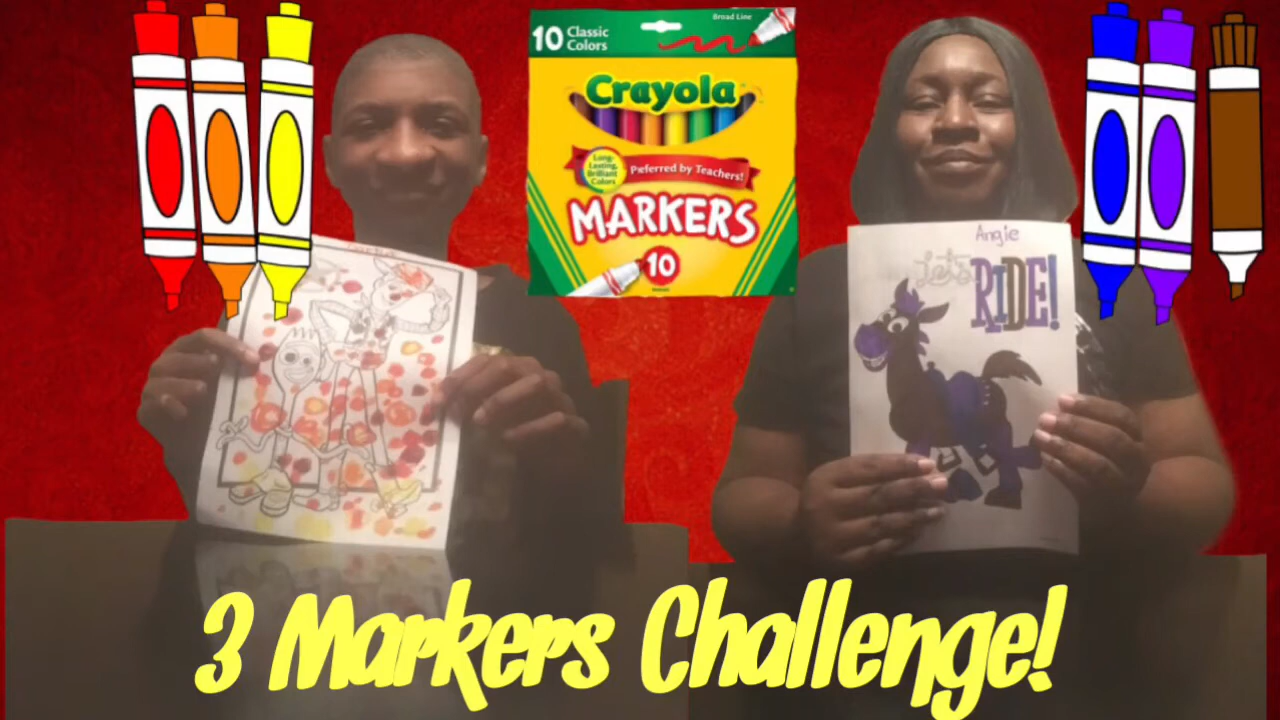 10 Classic Colors
Broad Line
Crayola
Long-
Lasting,
Brilliant
Colors
Preferred by Teachers!
MARKERS
10
Angie
Let's
RIDE!
3 Markers Challenge!